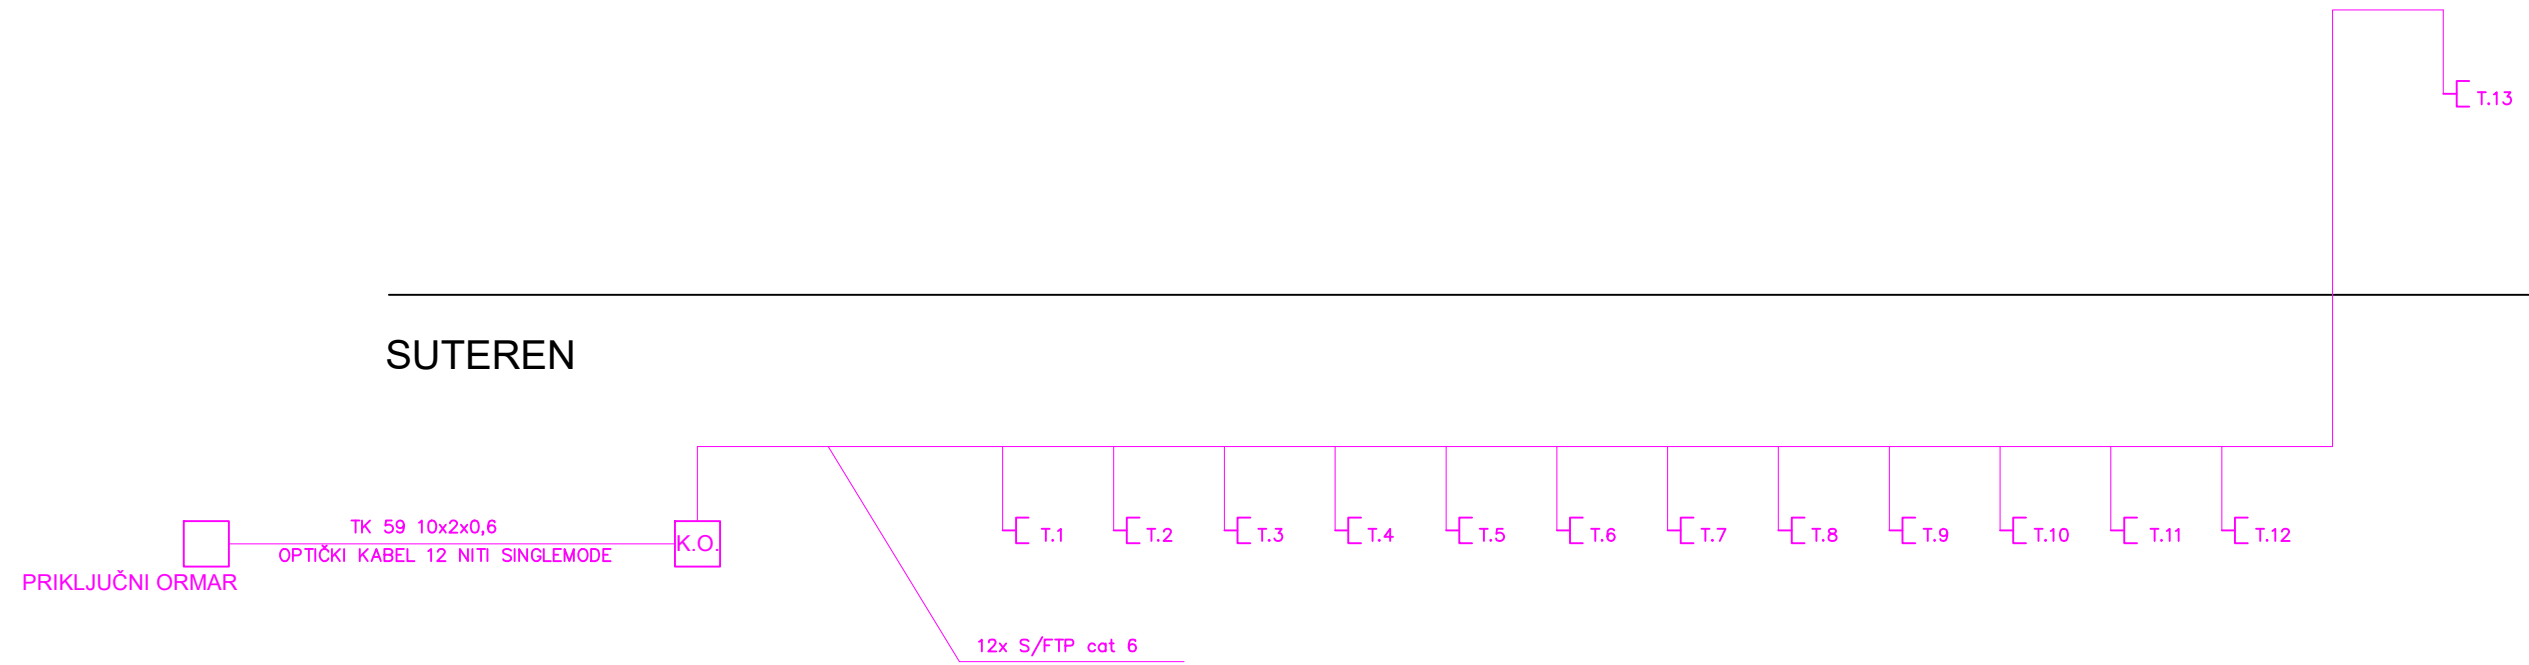 T.13
SUTEREN
TK 59 10x2x0,6
K.O.
OPTIČKI KABEL 12 NITI SINGLEMODE
PRIKLJUČNI ORMAR
T.1
T.2
T.3
T.4
T.5
T.6
T.7
T.8
T.9
T.10
T.11
T.12
12x S/FTP cat 6